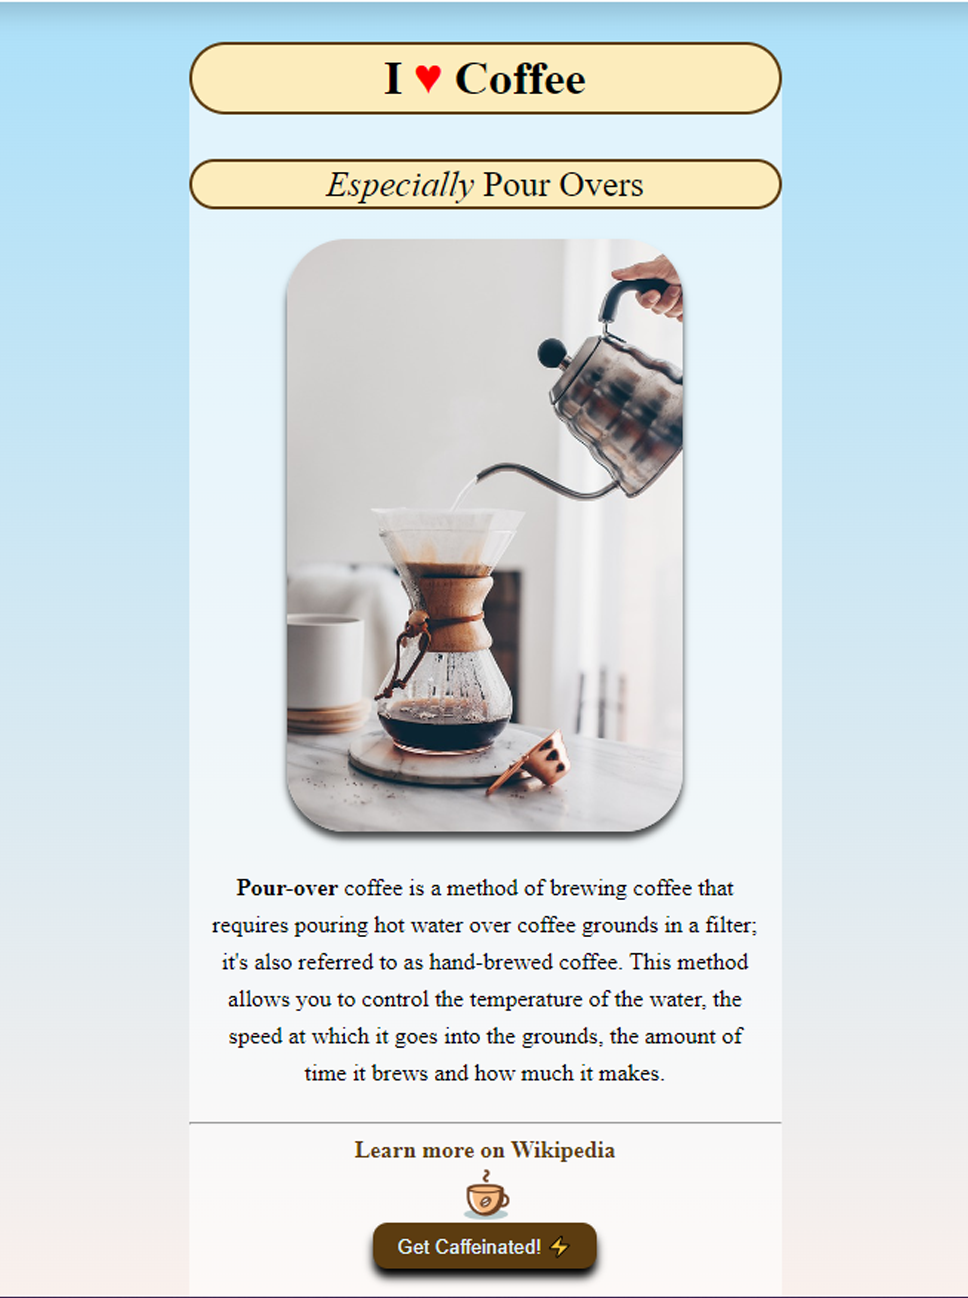 I ♥ Coffee
Especially Pour Overs
Pour-over coffee is a method of brewing coffee that
requires pouring hot water over coffee grounds in a filter;
it's also referred to as hand-brewed coffee. This method
allows you to control the temperature of the water, the
speed at which it goes into the grounds, the amount of
time it brews and how much it makes.
Learn more on Wikipedia
Get Caffeinated! ⚡